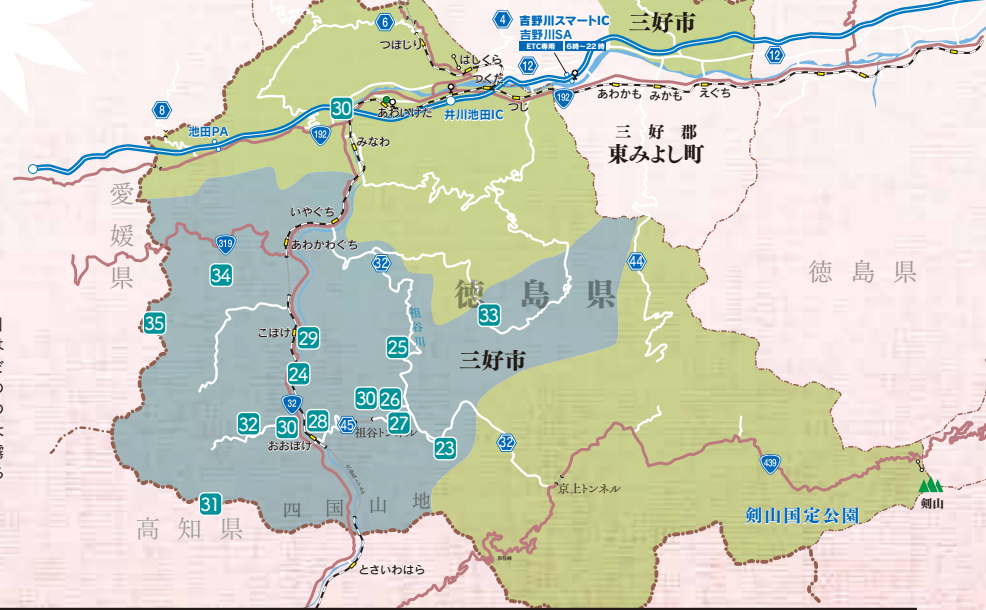 6
つぼじり
4
吉野川スマートIC
吉野川SA
ETC専用 6時~22時
三好市
はしくら
つくだ
12
12
8
池田PA
30
あわいけだ
井川池田IC
つじ
192
あわかも
みかも
えぐち
192
みなわ
三好郡
東みよし町
愛媛県
いやぐち
あわかわぐち
319
34
32
44
徳島県
徳島県
祖谷川
33
35
こぼけ
29
25
三好市
24
30
26
32
32
30
28
45
祖谷トンネル
27
おおぼけ
23
32
439
京上トンネル
剣山
剣山国定公園
31
四国山地
高知県
とさいわはら